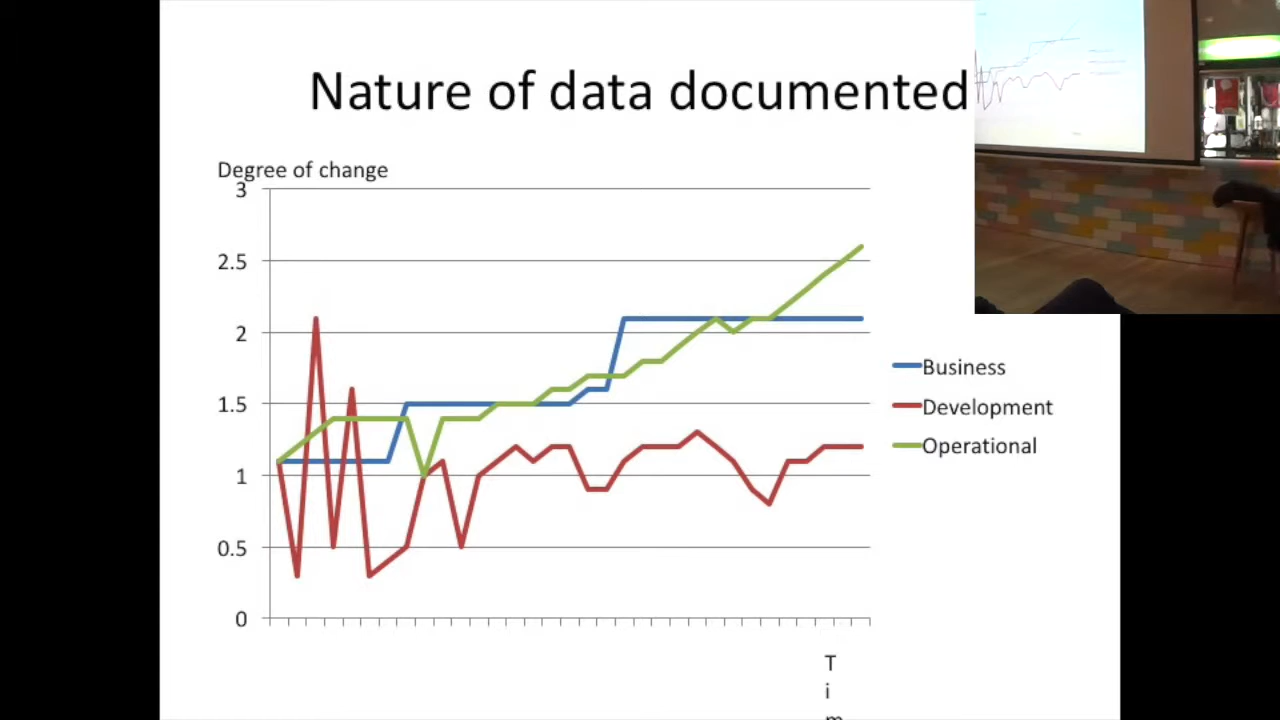 Nature of data documented
Degree of change
3
2.5
2
1.5
1
0.5
0
Business
Development
Operational
T
i
m